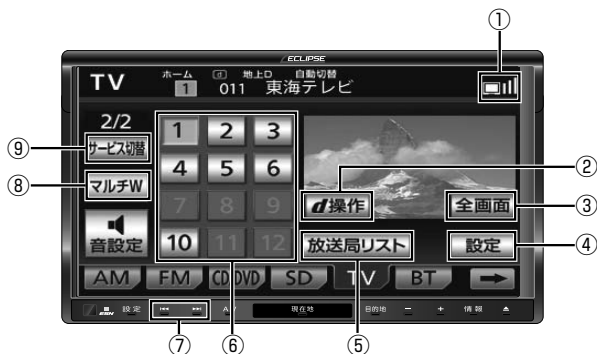 ①
ECLIPSE
TV
ホーム 1
d 地上D 自動切替
011 東海テレビ
2/2
⑨ サービス切替
⑧ マルチW
音設定
1 2 3
4 5 6
7 8 9
10 11 12
d操作 ②
全画面 ③
放送局リスト
設定 ④
AM FM CD/DVD SD TV BT
設定 ⏮ ⏭ A/V 現在地 目的地 − + 情報 ⏏
⑦ ⑥ ⑤